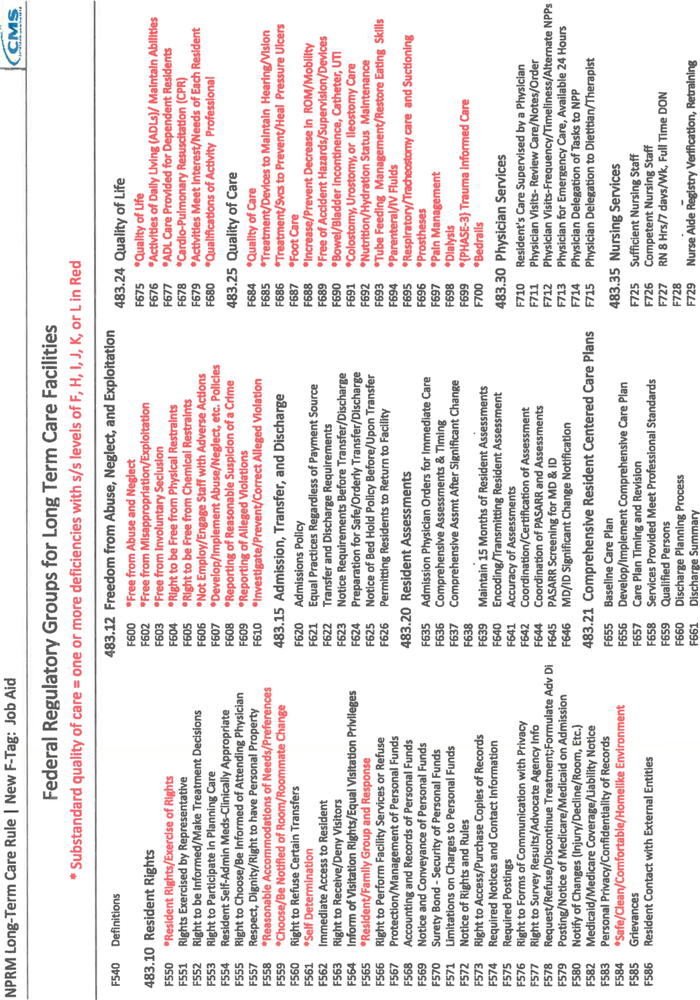 NPRM Long-Term Care Rule | New F-Tag: Job Aid
CMS
Federal Regulatory Groups for Long Term Care Facilities
* Substandard quality of care = one or more deficiencies with s/s levels of F, H, I, J, K, or L in Red
F540 Definitions
483.10 Resident Rights
F550 *Resident Rights/Exercise of Rights
F551 Rights Exercised by Representative
F552 Right to be Informed/Make Treatment Decisions
F553 Right to Participate in Planning Care
F554 Resident Self-Admin Meds-Clinically Appropriate
F555 Right to Choose/Be Informed of Attending Physician
F557 Respect, Dignity/Right to have Personal Property
F558 *Reasonable Accommodations of Needs/Preferences
F559 *Choose/Be Notified of Room/Roommate Change
F560 Right to Refuse Certain Transfers
F561 *Self Determination
F562 Immediate Access to Resident
F563 Right to Receive/Deny Visitors
F564 Inform of Visitation Rights/Equal Visitation Privileges
F565 *Resident/Family Group and Response
F566 Right to Perform Facility Services or Refuse
F567 Protection/Management of Personal Funds
F568 Accounting and Records of Personal Funds
F569 Notice and Conveyance of Personal Funds
F570 Surety Bond - Security of Personal Funds
F571 Limitations on Charges to Personal Funds
F572 Notice of Rights and Rules
F573 Right to Access/Purchase Copies of Records
F574 Required Notices and Contact Information
F575 Required Postings
F576 Right to Forms of Communication with Privacy
F577 Right to Survey Results/Advocate Agency Info
F578 Request/Refuse/Discontinue Treatment;Formulate Adv Di
F579 Posting/Notice of Medicare/Medicaid on Admission
F580 Notify of Changes (Injury/Decline/Room, Etc.)
F582 Medicaid/Medicare Coverage/Liability Notice
F583 Personal Privacy/Confidentiality of Records
F584 *Safe/Clean/Comfortable/Homelike Environment
F585 Grievances
F586 Resident Contact with External Entities
483.12 Freedom from Abuse, Neglect, and Exploitation
F600 *Free from Abuse and Neglect
F602 *Free from Misappropriation/Exploitation
F603 *Free from Involuntary Seclusion
F604 *Right to be Free from Physical Restraints
F605 *Right to be Free from Chemical Restraints
F606 *Not Employ/Engage Staff with Adverse Actions
F607 *Develop/Implement Abuse/Neglect, etc. Policies
F608 *Reporting of Reasonable Suspicion of a Crime
F609 *Reporting of Alleged Violations
F610 *Investigate/Prevent/Correct Alleged Violation
483.15 Admission, Transfer, and Discharge
F620 Admissions Policy
F621 Equal Practices Regardless of Payment Source
F622 Transfer and Discharge Requirements
F623 Notice Requirements Before Transfer/Discharge
F624 Preparation for Safe/Orderly Transfer/Discharge
F625 Notice of Bed Hold Policy Before/Upon Transfer
F626 Permitting Residents to Return to Facility
483.20 Resident Assessments
F635 Admission Physician Orders for Immediate Care
F636 Comprehensive Assessments & Timing
F637 Comprehensive Assmt After Significant Change
F638
F639 Maintain 15 Months of Resident Assessments
F640 Encoding/Transmitting Resident Assessment
F641 Accuracy of Assessments
F642 Coordination/Certification of Assessment
F644 Coordination of PASARR and Assessments
F645 PASARR Screening for MD & ID
F646 MD/ID Significant Change Notification
483.21 Comprehensive Resident Centered Care Plans
F655 Baseline Care Plan
F656 Develop/Implement Comprehensive Care Plan
F657 Care Plan Timing and Revision
F658 Services Provided Meet Professional Standards
F659 Qualified Persons
F660 Discharge Planning Process
F661 Discharge Summary
483.24 Quality of Life
F675 *Quality of Life
F676 *Activities of Daily Living (ADLs)/ Maintain Abilities
F677 *ADL Care Provided for Dependent Residents
F678 *Cardio-Pulmonary Resuscitation (CPR)
F679 *Activities Meet Interest/Needs of Each Resident
F680 *Qualifications of Activity Professional
483.25 Quality of Care
F684 *Quality of Care
F685 *Treatment/Devices to Maintain Hearing/Vision
F686 *Treatment/Svcs to Prevent/Heal Pressure Ulcers
F687 *Foot Care
F688 *Increase/Prevent Decrease in ROM/Mobility
F689 *Free of Accident Hazards/Supervision/Devices
F690 *Bowel/Bladder Incontinence, Catheter, UTI
F691 *Colostomy, Urostomy, or Ileostomy Care
F692 *Nutrition/Hydration Status Maintenance
F693 *Tube Feeding Management/Restore Eating Skills
F694 *Parenteral/IV Fluids
F695 *Respiratory/Tracheostomy care and Suctioning
F696 *Prostheses
F697 *Pain Management
F698 *Dialysis
F699 *{PHASE-3} Trauma Informed Care
F700 *Bedrails
483.30 Physician Services
F710 Resident's Care Supervised by a Physician
F711 Physician Visits- Review Care/Notes/Order
F712 Physician Visits-Frequency/Timeliness/Alternate NPPs
F713 Physician for Emergency Care, Available 24 Hours
F714 Physician Delegation of Tasks to NPP
F715 Physician Delegation to Dietitian/Therapist
483.35 Nursing Services
F725 Sufficient Nursing Staff
F726 Competent Nursing Staff
F727 RN 8 Hrs/7 days/Wk, Full Time DON
F728
F729 Nurse Aide Registry Verification, Retraining